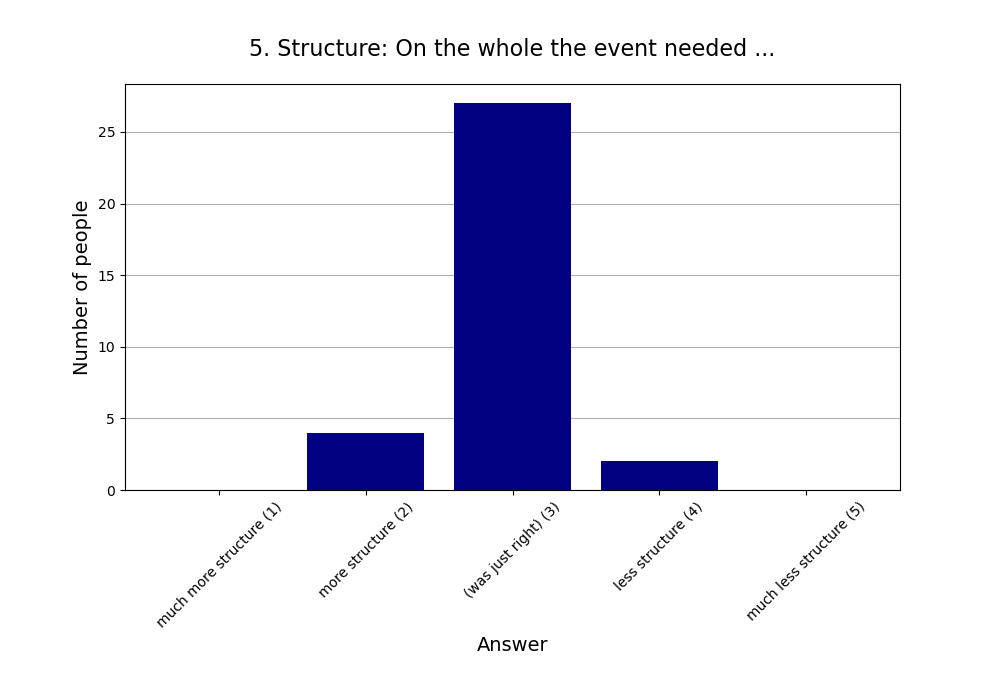 5. Structure: On the whole the event needed ...
Number of people
25
20
15
10
5
0
much more structure (1)
more structure (2)
(was just right) (3)
less structure (4)
much less structure (5)
Answer